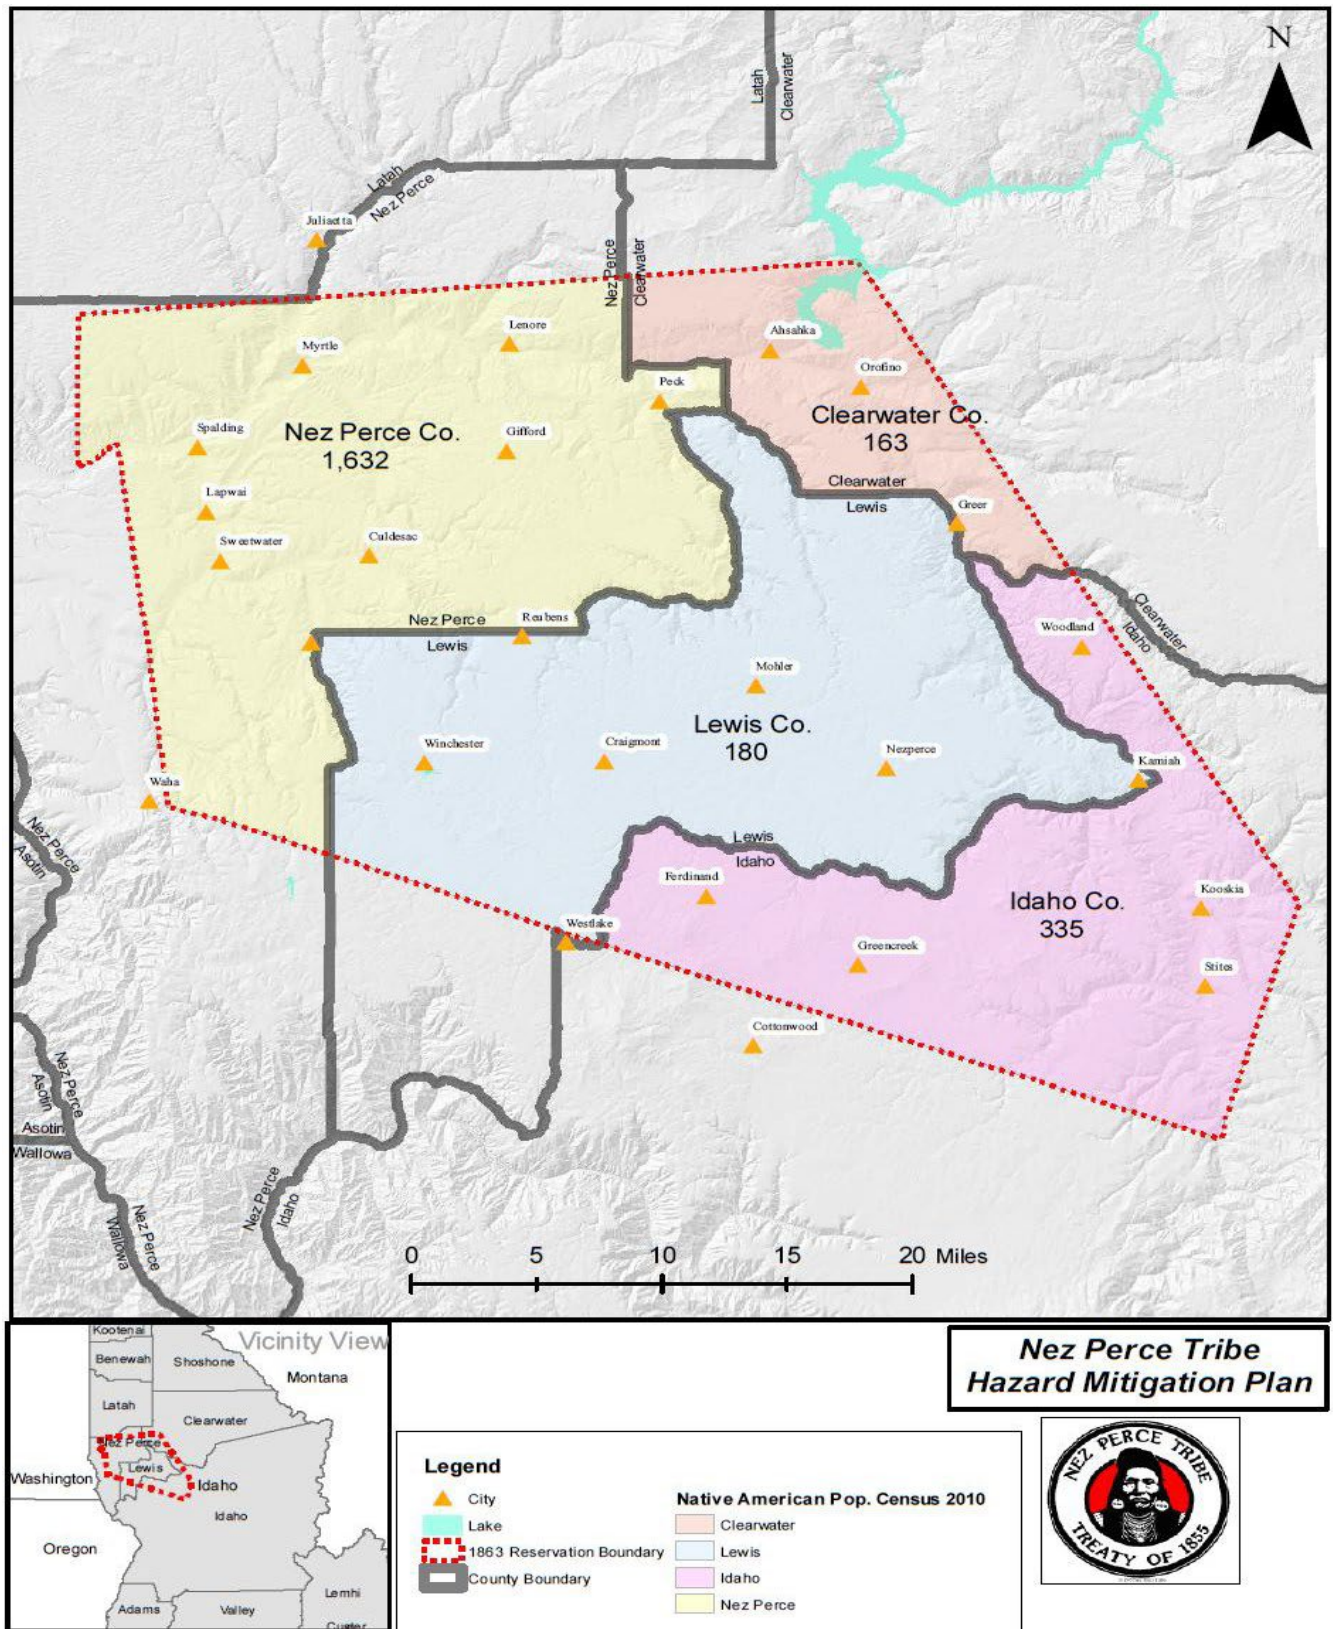 N
Latah
Clearwater
Latah
Nez Perce
Juliaetta
Nez Perce
Clearwater
Lenore
Myrtle
Ahsahka
Orofino
Peck
Clearwater Co.
163
Spalding
Nez Perce Co.
1,632
Gifford
Lapwai
Clearwater
Lewis
Greer
Sweetwater
Culdesac
Nez Perce
Lewis
Reubens
Woodland
Clearwater
Idaho
Mohler
Lewis Co.
180
Winchester
Craigmont
Nezperce
Kamiah
Waha
Nez Perce
Asotin
Lewis
Idaho
Ferdinand
Idaho Co.
335
Kooskia
Westlake
Greencreek
Stites
Cottonwood
Nez Perce
Asotin
Asotin
Wallowa
Nez Perce
Wallowa
Nez Perce
Idaho
0 5 10 15 20 Miles
Vicinity View
Kootenai
Benewah
Shoshone
Montana
Latah
Clearwater
Nez Perce
Lewis
Washington
Idaho
Idaho
Oregon
Lemhi
Adams
Valley
Custer
Nez Perce Tribe
Hazard Mitigation Plan
Legend
City
Lake
1863 Reservation Boundary
County Boundary
Native American Pop. Census 2010
Clearwater
Lewis
Idaho
Nez Perce
NEZ PERCE TRIBE
TREATY OF 1855